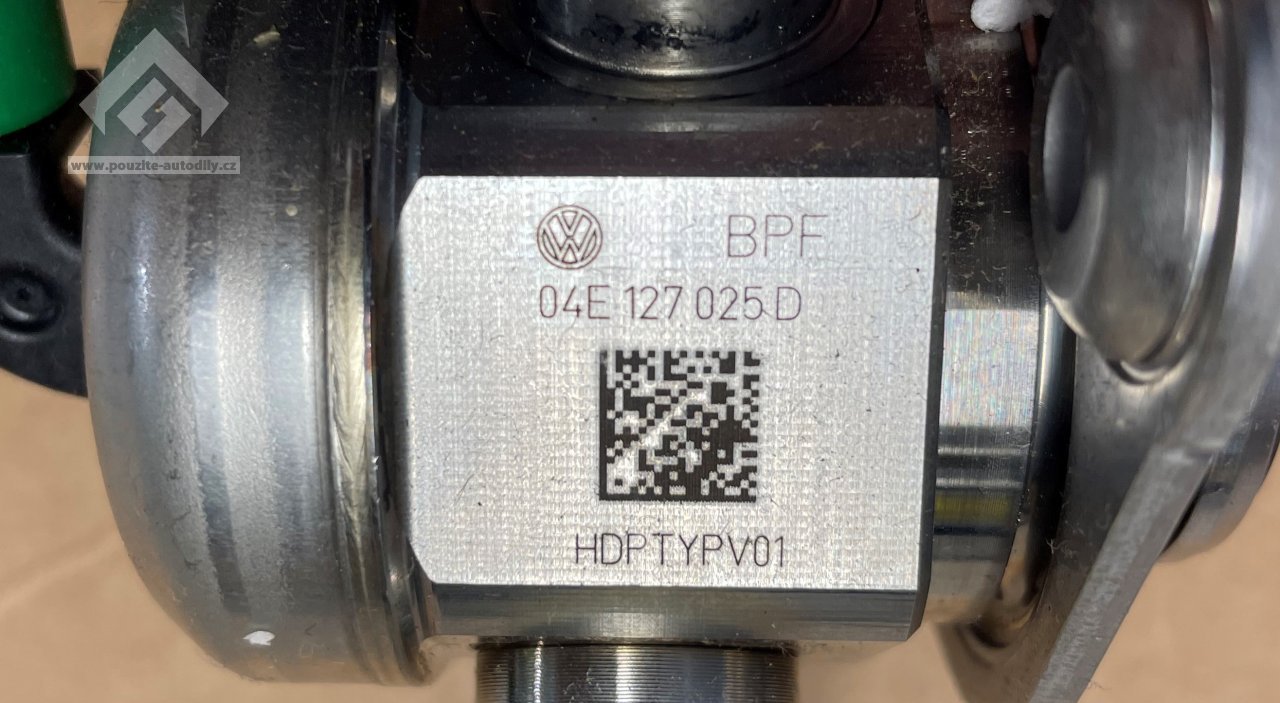 www.pouzite-autodily.cz
BPF
04E 127 025 D
HDPTYPV01